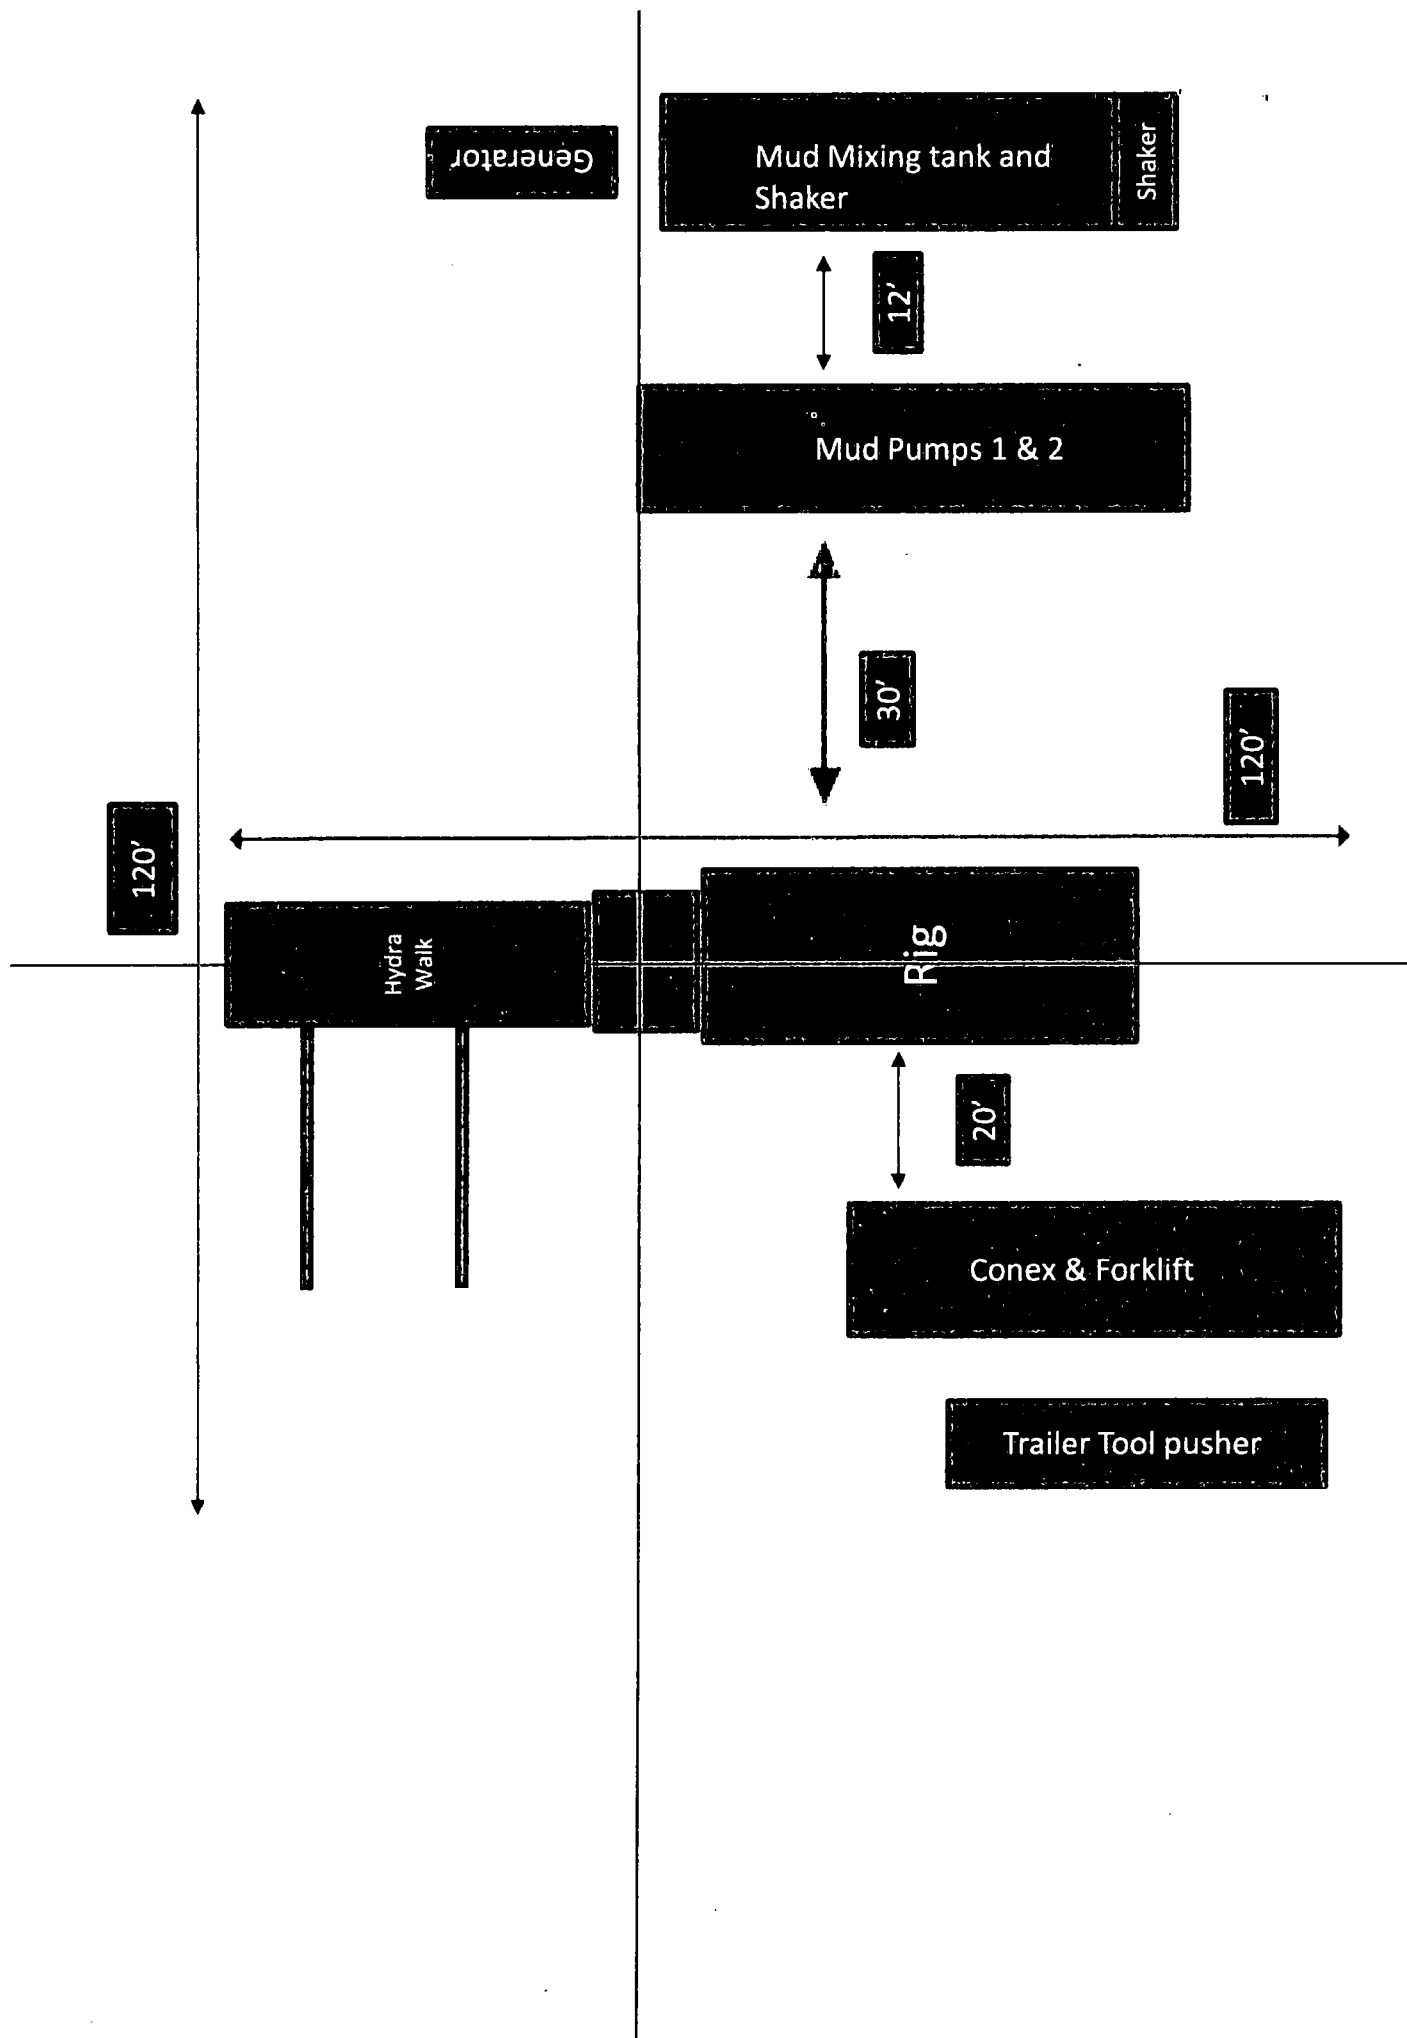 Generator
Mud Mixing tank and
Shaker
Shaker
12'
Mud Pumps 1 & 2
30'
120'
120'
Hydra
Walk
Rig
20'
Conex & Forklift
Trailer Tool pusher